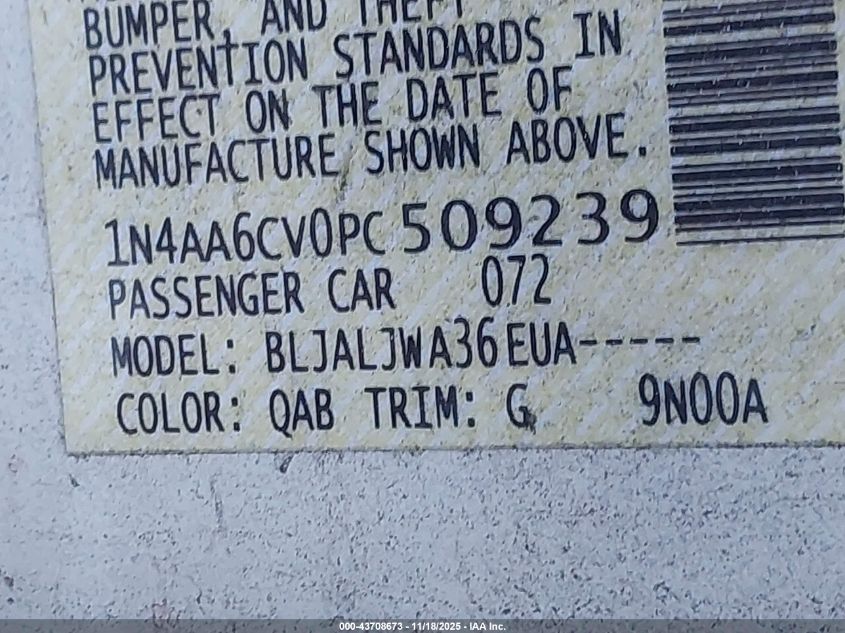 BUMPER, AND THEFT
PREVENTION STANDARDS IN
EFFECT ON THE DATE OF
MANUFACTURE SHOWN ABOVE.
1N4AA6CV0PC509239
PASSENGER CAR 072
MODEL: BLJALJWA36EUA-----
COLOR: QAB TRIM: G 9N00A
000-43708673 - 11/18/2025 - IAA Inc.